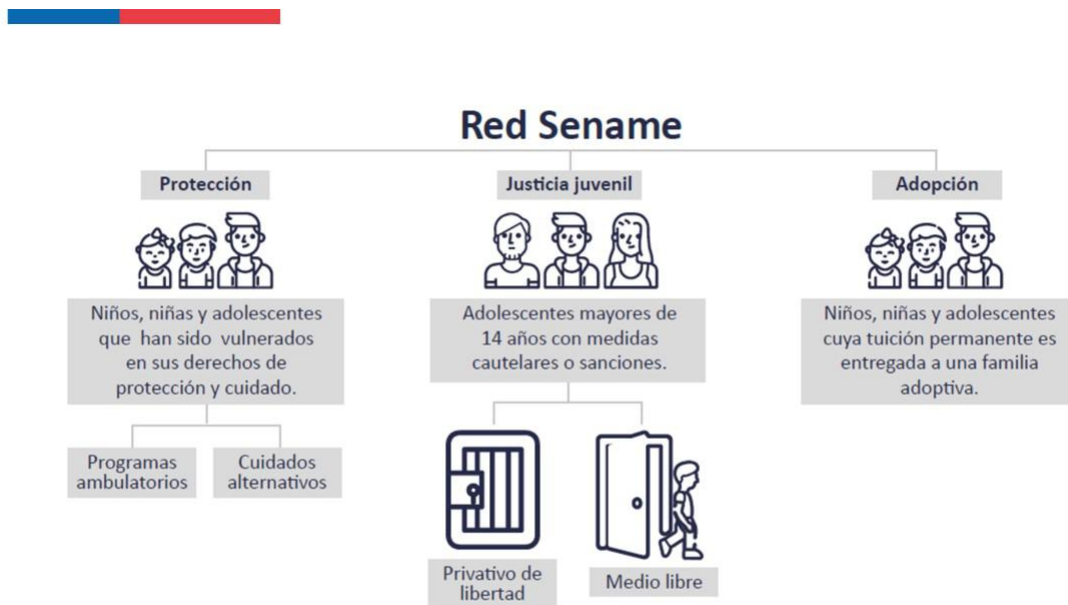 Red Sename
Protección
Niños, niñas y adolescentes
que han sido vulnerados
en sus derechos de
protección y cuidado.
Programas
ambulatorios
Cuidados
alternativos
Justicia juvenil
Adolescentes mayores de
14 años con medidas
cautelares o sanciones.
Privativo de
libertad
Medio libre
Adopción
Niños, niñas y adolescentes
cuya tuición permanente es
entregada a una familia
adoptiva.